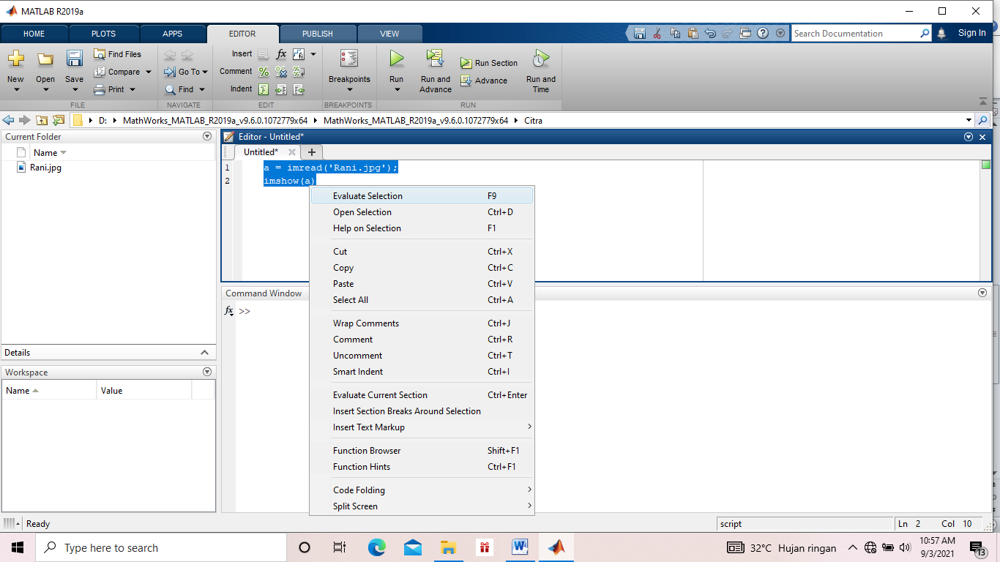 MATLAB R2019a
HOME PLOTS APPS EDITOR PUBLISH VIEW
Search Documentation
Sign In
New
Open
Save
Find Files
Compare
Print
FILE
Go To
Find
NAVIGATE
Insert
fx
fi
Comment
%
Indent
EDIT
Breakpoints
BREAKPOINTS
Run
Run and
Advance
Run Section
Advance
Run and
Time
RUN
D: MathWorks_MATLAB_R2019a_v9.6.0.1072779x64 MathWorks_MATLAB_R2019a_v9.6.0.1072779x64 Citra
Current Folder
Name
Rani.jpg
Details
Workspace
Name Value
Editor - Untitled*
Untitled*
1 a = imread('Rani.jpg');
2 imshow(a)
Command Window
fx >>
Evaluate Selection F9
Open Selection Ctrl+D
Help on Selection F1
Cut Ctrl+X
Copy Ctrl+C
Paste Ctrl+V
Select All Ctrl+A
Wrap Comments Ctrl+J
Comment Ctrl+R
Uncomment Ctrl+T
Smart Indent Ctrl+I
Evaluate Current Section Ctrl+Enter
Insert Section Breaks Around Selection
Insert Text Markup
Function Browser Shift+F1
Function Hints Ctrl+F1
Code Folding
Split Screen
Ready
script
Ln 2 Col 10
Type here to search
32°C Hujan ringan
10:57 AM
9/3/2021
13